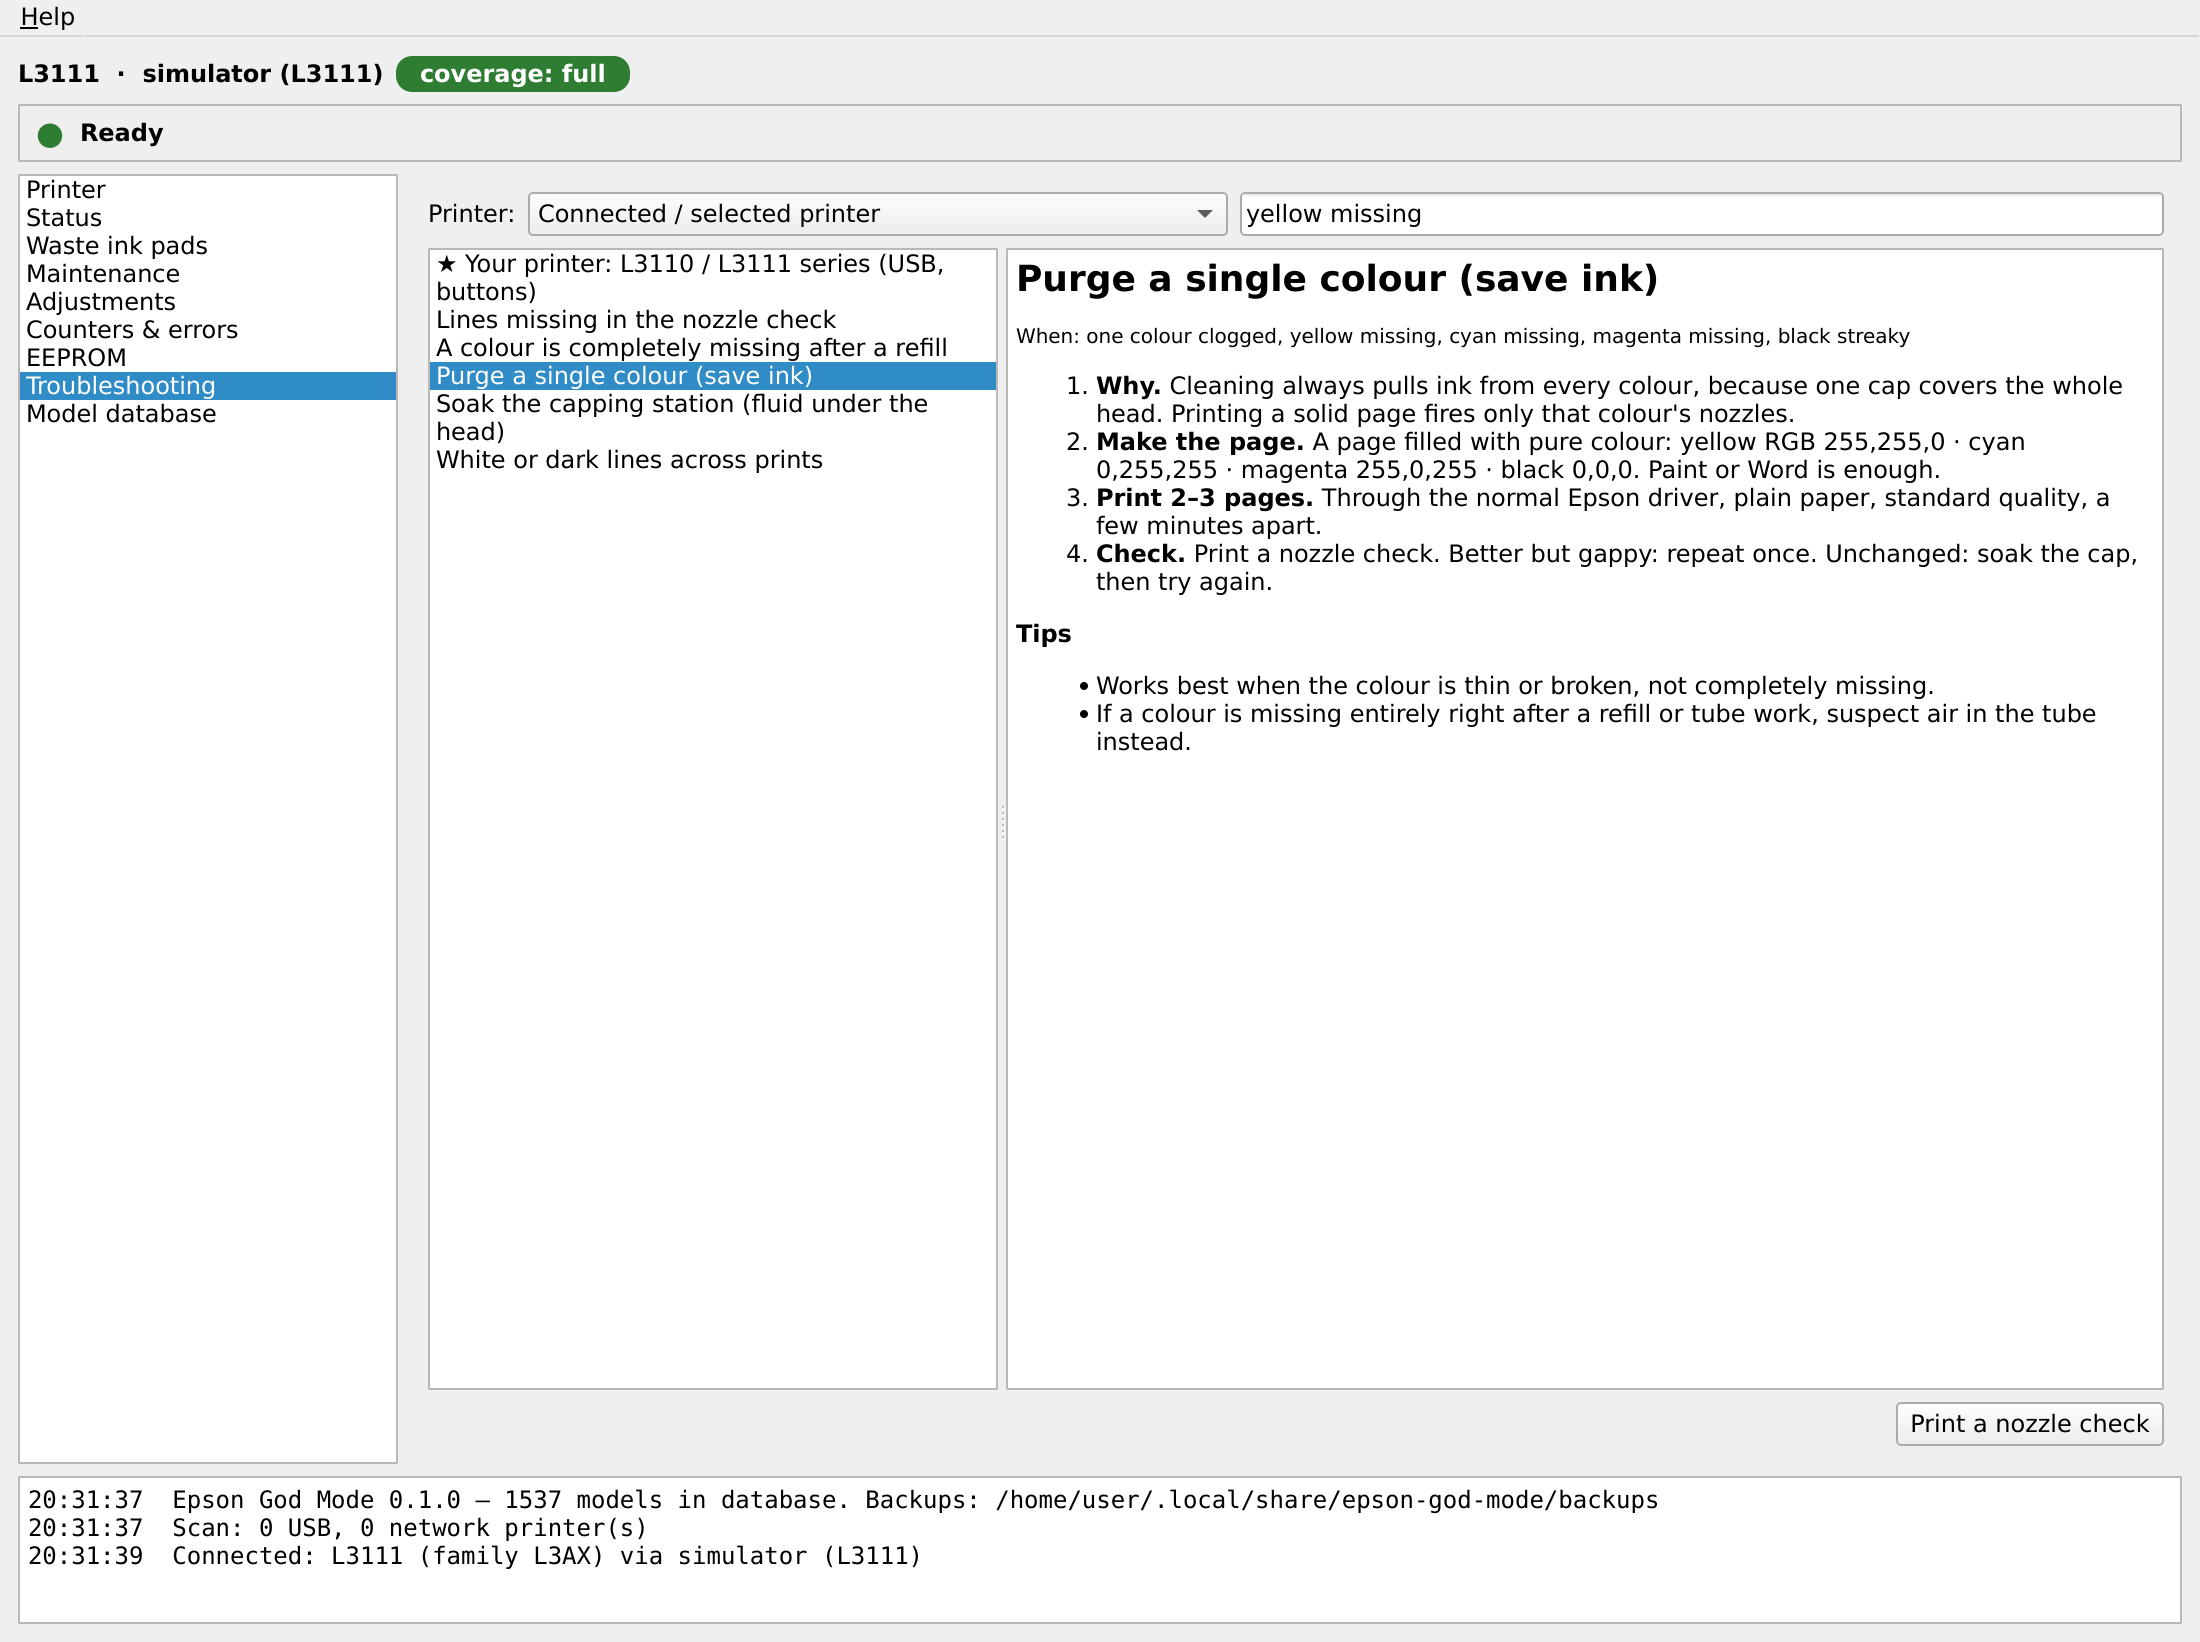 Help
L3111 · simulator (L3111) coverage: full
Ready
Printer
Status
Waste ink pads
Maintenance
Adjustments
Counters & errors
EEPROM
Troubleshooting
Model database
Printer: Connected / selected printer yellow missing
★ Your printer: L3110 / L3111 series (USB,
buttons)
Lines missing in the nozzle check
A colour is completely missing after a refill
Purge a single colour (save ink)
Soak the capping station (fluid under the
head)
White or dark lines across prints
Purge a single colour (save ink)
When: one colour clogged, yellow missing, cyan missing, magenta missing, black streaky
1. Why. Cleaning always pulls ink from every colour, because one cap covers the whole
head. Printing a solid page fires only that colour's nozzles.
2. Make the page. A page filled with pure colour: yellow RGB 255,255,0 · cyan
0,255,255 · magenta 255,0,255 · black 0,0,0. Paint or Word is enough.
3. Print 2–3 pages. Through the normal Epson driver, plain paper, standard quality, a
few minutes apart.
4. Check. Print a nozzle check. Better but gappy: repeat once. Unchanged: soak the cap,
then try again.
Tips
• Works best when the colour is thin or broken, not completely missing.
• If a colour is missing entirely right after a refill or tube work, suspect air in the tube
instead.
Print a nozzle check
20:31:37 Epson God Mode 0.1.0 — 1537 models in database. Backups: /home/user/.local/share/epson-god-mode/backups
20:31:37 Scan: 0 USB, 0 network printer(s)
20:31:39 Connected: L3111 (family L3AX) via simulator (L3111)